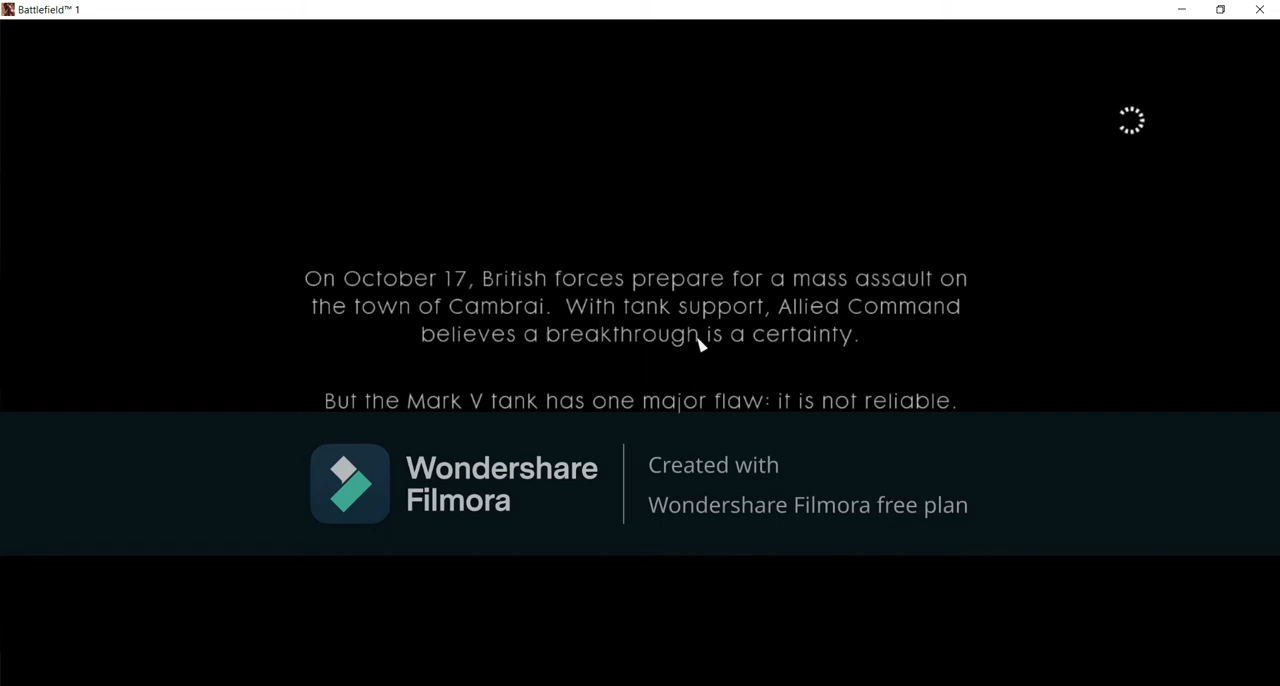 Battlefield™ 1
On October 17, British forces prepare for a mass assault on
the town of Cambrai. With tank support, Allied Command
believes a breakthrough is a certainty.
But the Mark V tank has one major flaw: it is not reliable.
Wondershare
Filmora
Created with
Wondershare Filmora free plan